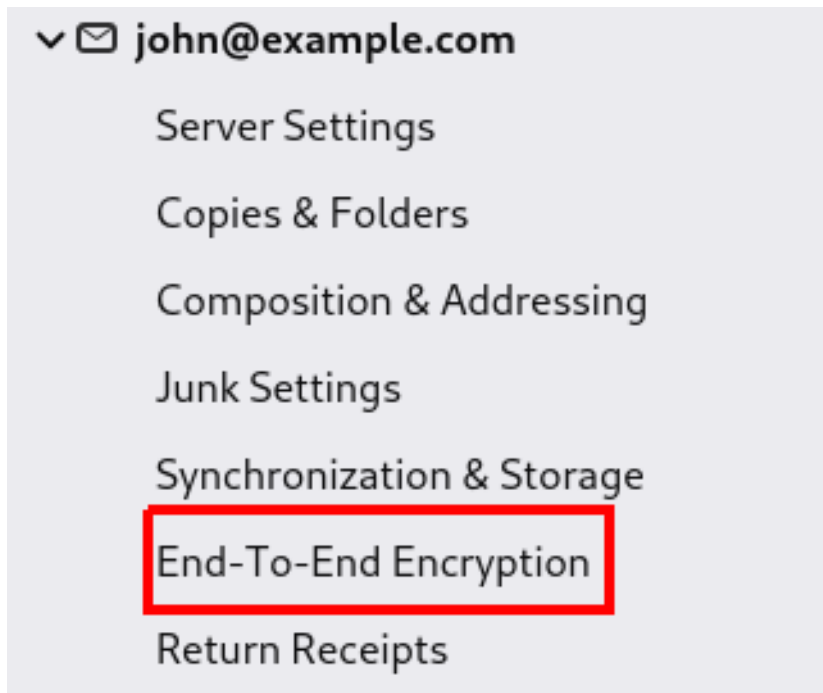 john@example.com
Server Settings
Copies & Folders
Composition & Addressing
Junk Settings
Synchronization & Storage
End-To-End Encryption
Return Receipts